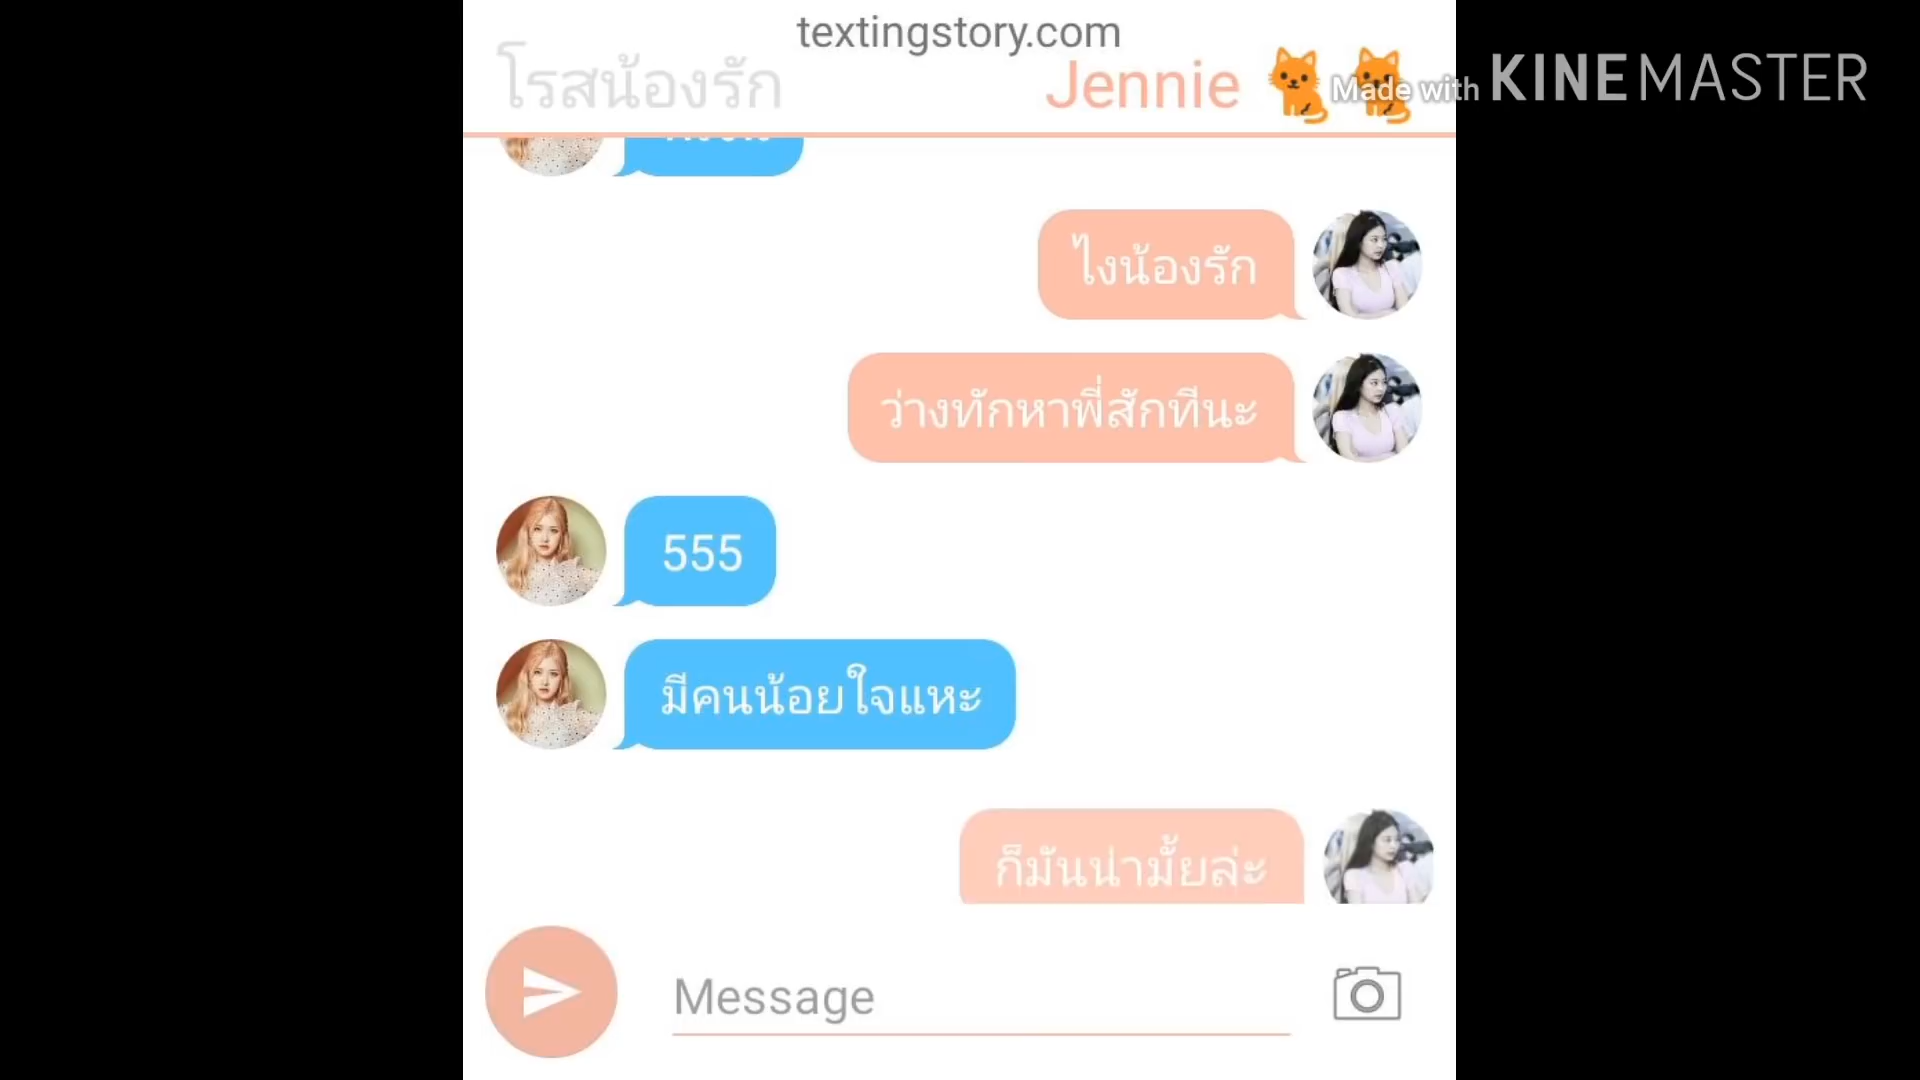 textingstory.com
โรสน้องรัก
Jennie
Made with KINEMASTER
ไงน้องรัก
ว่างทักหาพี่สักทีนะ
555
มีคนน้อยใจแหะ
ก็มันน่ามั้ยล่ะ
Message